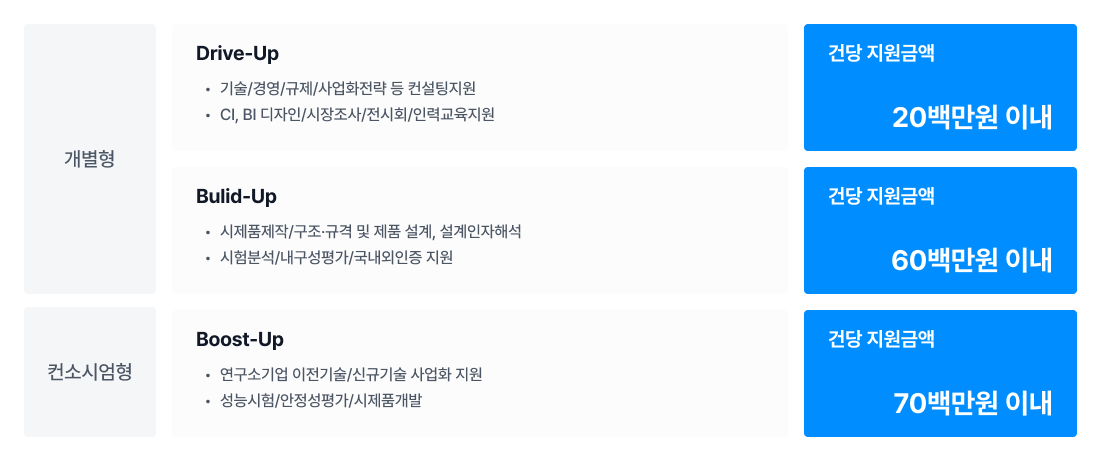 개별형
Drive-Up
• 기술/경영/규제/사업화전략 등 컨설팅지원
• CI, BI 디자인/시장조사/전시회/인력교육지원
건당 지원금액
20백만원 이내
Bulid-Up
• 시제품제작/구조·규격 및 제품 설계, 설계인자해석
• 시험분석/내구성평가/국내외인증 지원
건당 지원금액
60백만원 이내
컨소시엄형
Boost-Up
• 연구소기업 이전기술/신규기술 사업화 지원
• 성능시험/안정성평가/시제품개발
건당 지원금액
70백만원 이내